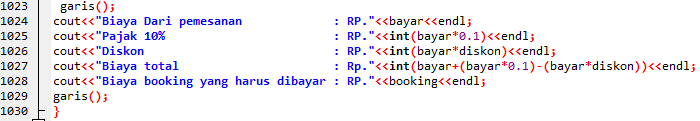 1023 garis();
1024 cout<<"Biaya Dari pemesanan             : RP."<<bayar<<endl;
1025 cout<<"Pajak 10%                        : RP."<<int(bayar*0.1)<<endl;
1026 cout<<"Diskon                           : RP."<<int(bayar*diskon)<<endl;
1027 cout<<"Biaya total                      : Rp."<<int(bayar+(bayar*0.1)-(bayar*diskon))<<endl;
1028 cout<<"Biaya booking yang harus dibayar : RP."<<booking<<endl;
1029 garis();
1030 }